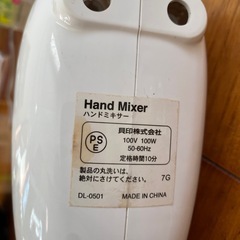 Hand Mixer
ハンドミキサー
PS
E
貝印株式会社
100V 100W
50-60Hz
定格時間10分
製品の丸洗いは、
絶対にさけてください。 7G
DL-0501 MADE IN CHINA